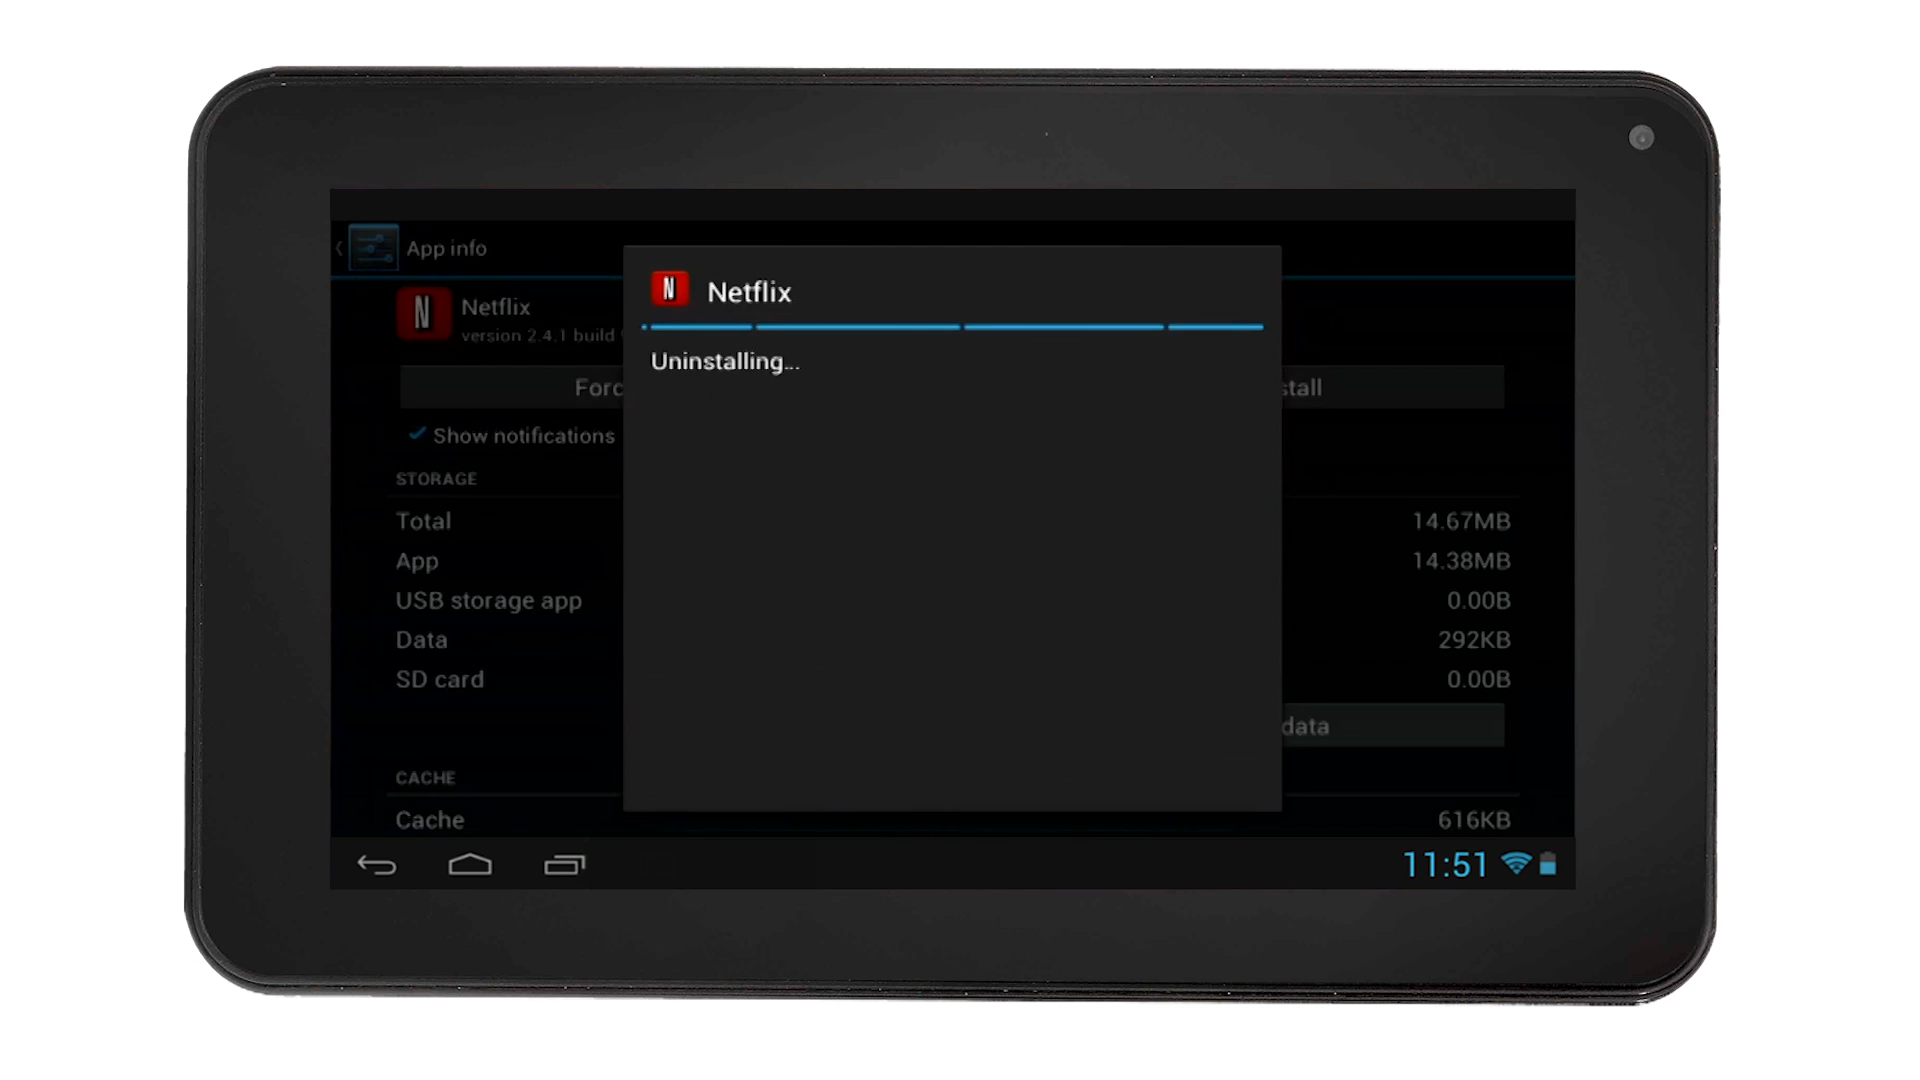 App info
N
Netflix
version 2.4.1 build
Forc
stall
Show notifications
STORAGE
Total 14.67MB
App 14.38MB
USB storage app 0.00B
Data 292KB
SD card 0.00B
data
CACHE
Cache 616KB
N Netflix
Uninstalling...
11:51